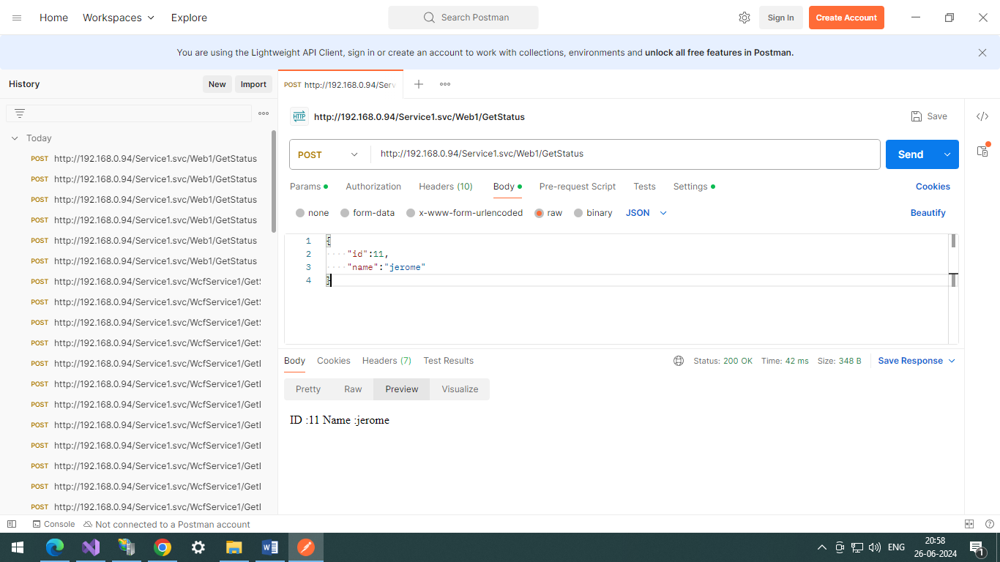 Home Workspaces Explore Search Postman Sign In Create Account
You are using the Lightweight API Client, sign in or create an account to work with collections, environments and unlock all free features in Postman.
History New Import POST http://192.168.0.94/Serv
HTTP http://192.168.0.94/Service1.svc/Web1/GetStatus Save
Today
POST http://192.168.0.94/Service1.svc/Web1/GetStatus
POST http://192.168.0.94/Service1.svc/Web1/GetStatus
POST http://192.168.0.94/Service1.svc/Web1/GetStatus
POST http://192.168.0.94/Service1.svc/Web1/GetStatus
POST http://192.168.0.94/Service1.svc/Web1/GetStatus
POST http://192.168.0.94/Service1.svc/Web1/GetStatus
POST http://192.168.0.94/Service1.svc/WcfService1/GetS
POST http://192.168.0.94/Service1.svc/WcfService1/GetS
POST http://192.168.0.94/Service1.svc/WcfService1/GetS
POST http://192.168.0.94/Service1.svc/WcfService1/GetS
POST http://192.168.0.94/Service1.svc/WcfService1/GetI
POST http://192.168.0.94/Service1.svc/WcfService1/GetI
POST http://192.168.0.94/Service1.svc/WcfService1/GetI
POST http://192.168.0.94/Service1.svc/WcfService1/GetI
POST http://192.168.0.94/Service1.svc/WcfService1/GetI
POST http://192.168.0.94/Service1.svc/WcfService1/GetI
POST http://192.168.0.94/Service1.svc/WcfService1/GetI
POST http://192.168.0.94/Service1.svc/WcfService1/GetI
POST http://192.168.0.94/Service1.svc/Web1/GetStatus Send
Params Authorization Headers (10) Body Pre-request Script Tests Settings Cookies
none form-data x-www-form-urlencoded raw binary JSON Beautify
1 {
2 "id":11,
3 "name":"jerome"
4 }
Body Cookies Headers (7) Test Results Status: 200 OK Time: 42 ms Size: 348 B Save Response
Pretty Raw Preview Visualize
ID :11 Name :jerome
Console Not connected to a Postman account
ENG 20:58
26-06-2024
1